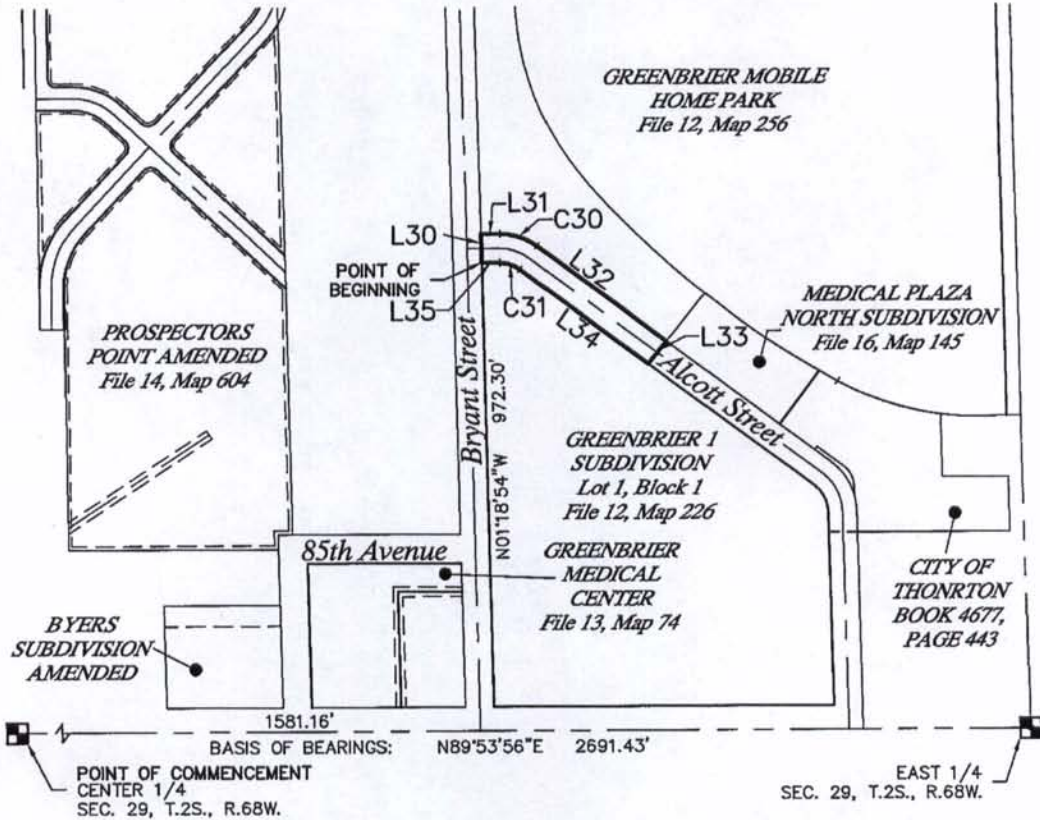 GREENBRIER MOBILE
HOME PARK
File 12, Map 256
L31
C30
L30
L32
POINT OF
BEGINNING
L35
C31
L34
L33
MEDICAL PLAZA
NORTH SUBDIVISION
File 16, Map 145
PROSPECTORS
POINT AMENDED
File 14, Map 604
Bryant Street
972.30'
N01°18'54"W
Alcott Street
GREENBRIER 1
SUBDIVISION
Lot 1, Block 1
File 12, Map 226
85th Avenue
GREENBRIER
MEDICAL
CENTER
File 13, Map 74
CITY OF
THONRTON
BOOK 4677,
PAGE 443
BYERS
SUBDIVISION
AMENDED
1581.16'
BASIS OF BEARINGS: N89°53'56"E 2691.43'
POINT OF COMMENCEMENT
CENTER 1/4
SEC. 29, T.2S., R.68W.
EAST 1/4
SEC. 29, T.2S., R.68W.